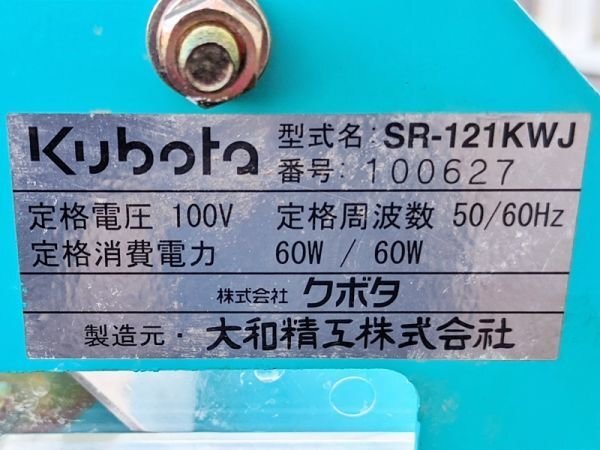 Kubota 型式名: SR-121KWJ
番号: 100627
定格電圧 100V 定格周波数 50/60Hz
定格消費電力 60W / 60W
株式会社 クボタ
製造元・大和精工株式会社